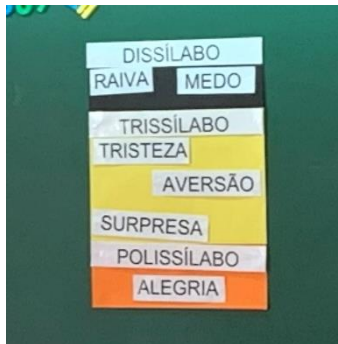 DISSÍLABO
RAIVA MEDO
TRISSÍLABO
TRISTEZA
AVERSÃO
SURPRESA
POLISSÍLABO
ALEGRIA